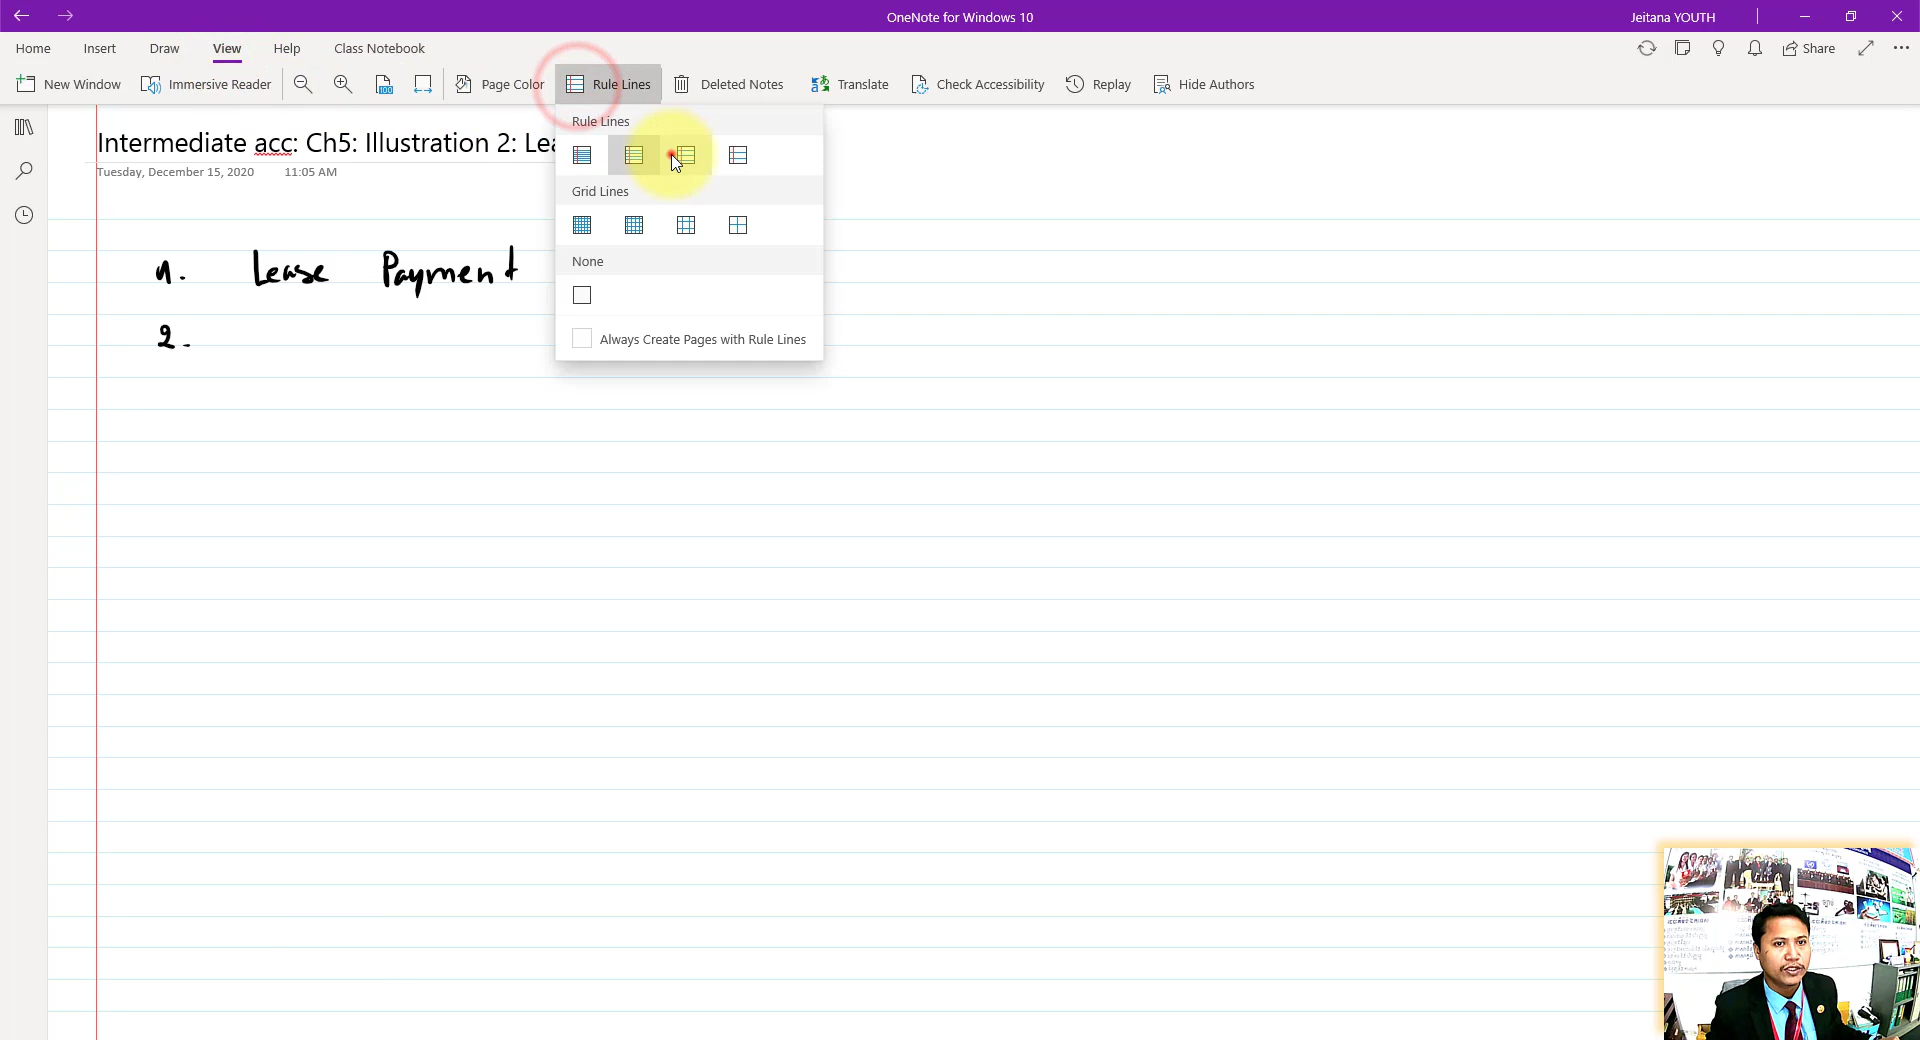 OneNote for Windows 10
Jeitana YOUTH
Home Insert Draw View Help Class Notebook
Share
New Window Immersive Reader Page Color Rule Lines Deleted Notes Translate Check Accessibility Replay Hide Authors
Rule Lines
Grid Lines
None
Always Create Pages with Rule Lines
Intermediate acc: Ch5: Illustration 2: Lea
Tuesday, December 15, 2020 11:05 AM
1. Lease Payment
2.